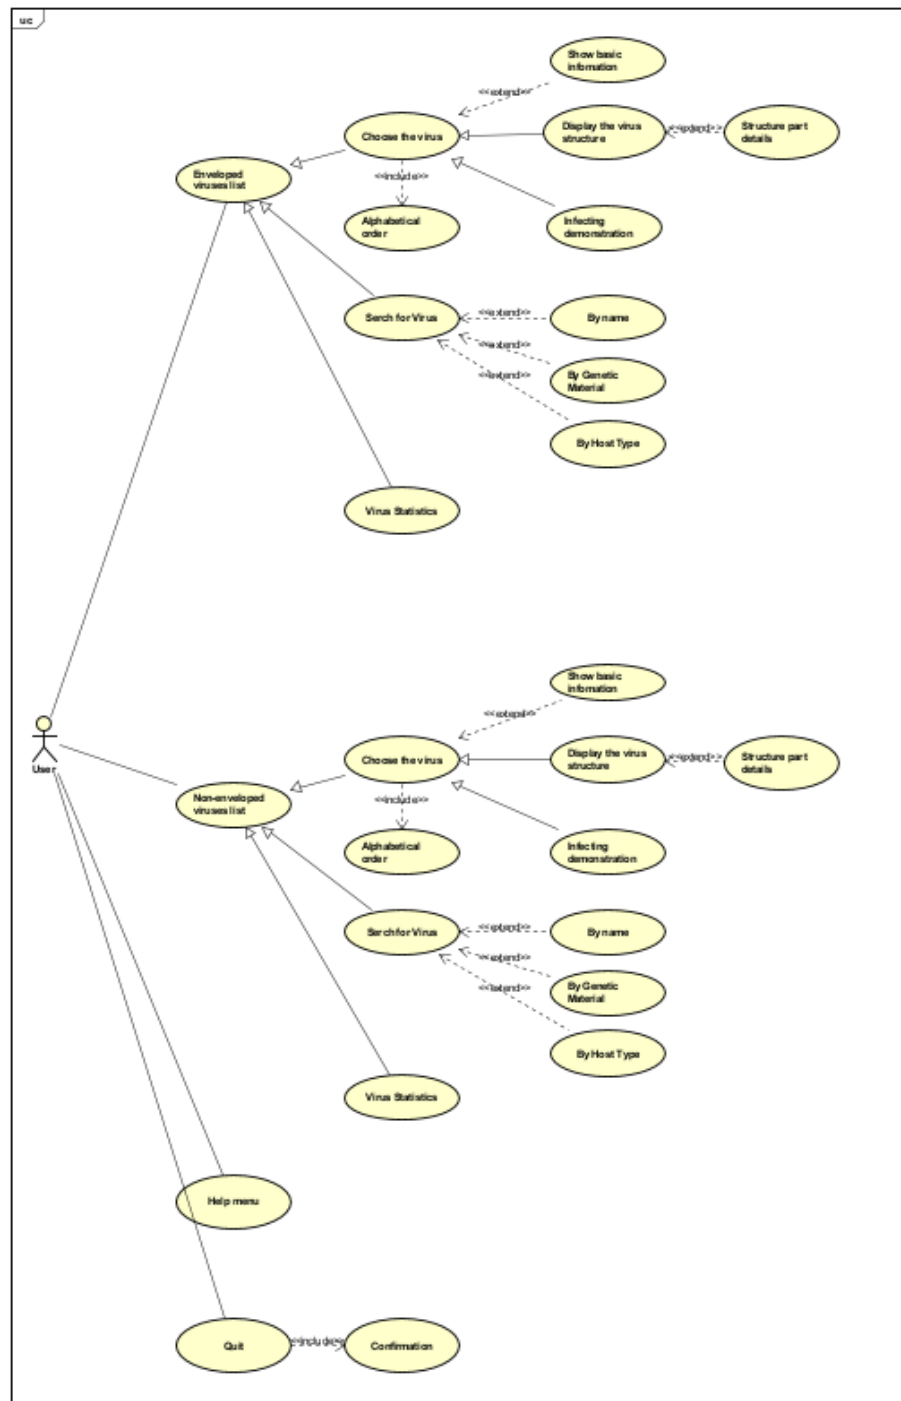 uc
Show basic
infomation
<<extend>>
Choose the virus
Display the virus
structure
<<extend>>
Structure part
details
Enveloped
viruses list
<<include>>
Alphabetical
order
Infecting
demonstration
Serch for Virus
<<extend>>
By name
<<extend>>
By Genetic
Material
<<extend>>
By Host Type
Virus Statistics
User
Show basic
infomation
<<extend>>
Choose the virus
Display the virus
structure
<<extend>>
Structure part
details
Non-enveloped
viruses list
<<include>>
Alphabetical
order
Infecting
demonstration
Serch for Virus
<<extend>>
By name
<<extend>>
By Genetic
Material
<<extend>>
By Host Type
Virus Statistics
Help menu
Quit
<<include>>
Confirmation